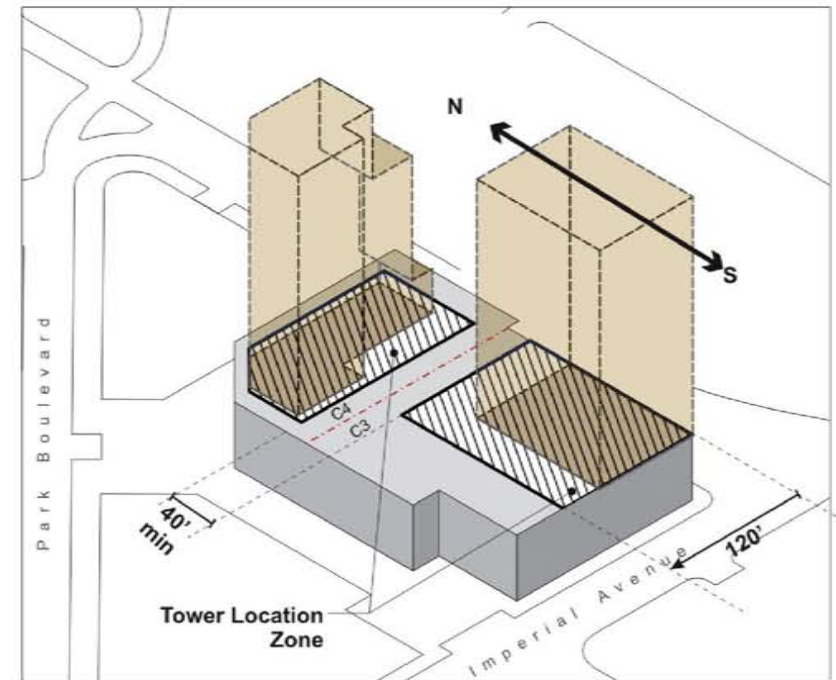 N
S
Park Boulevard
C4
C3
40'
min
120'
Tower Location
Zone
Imperial Avenue